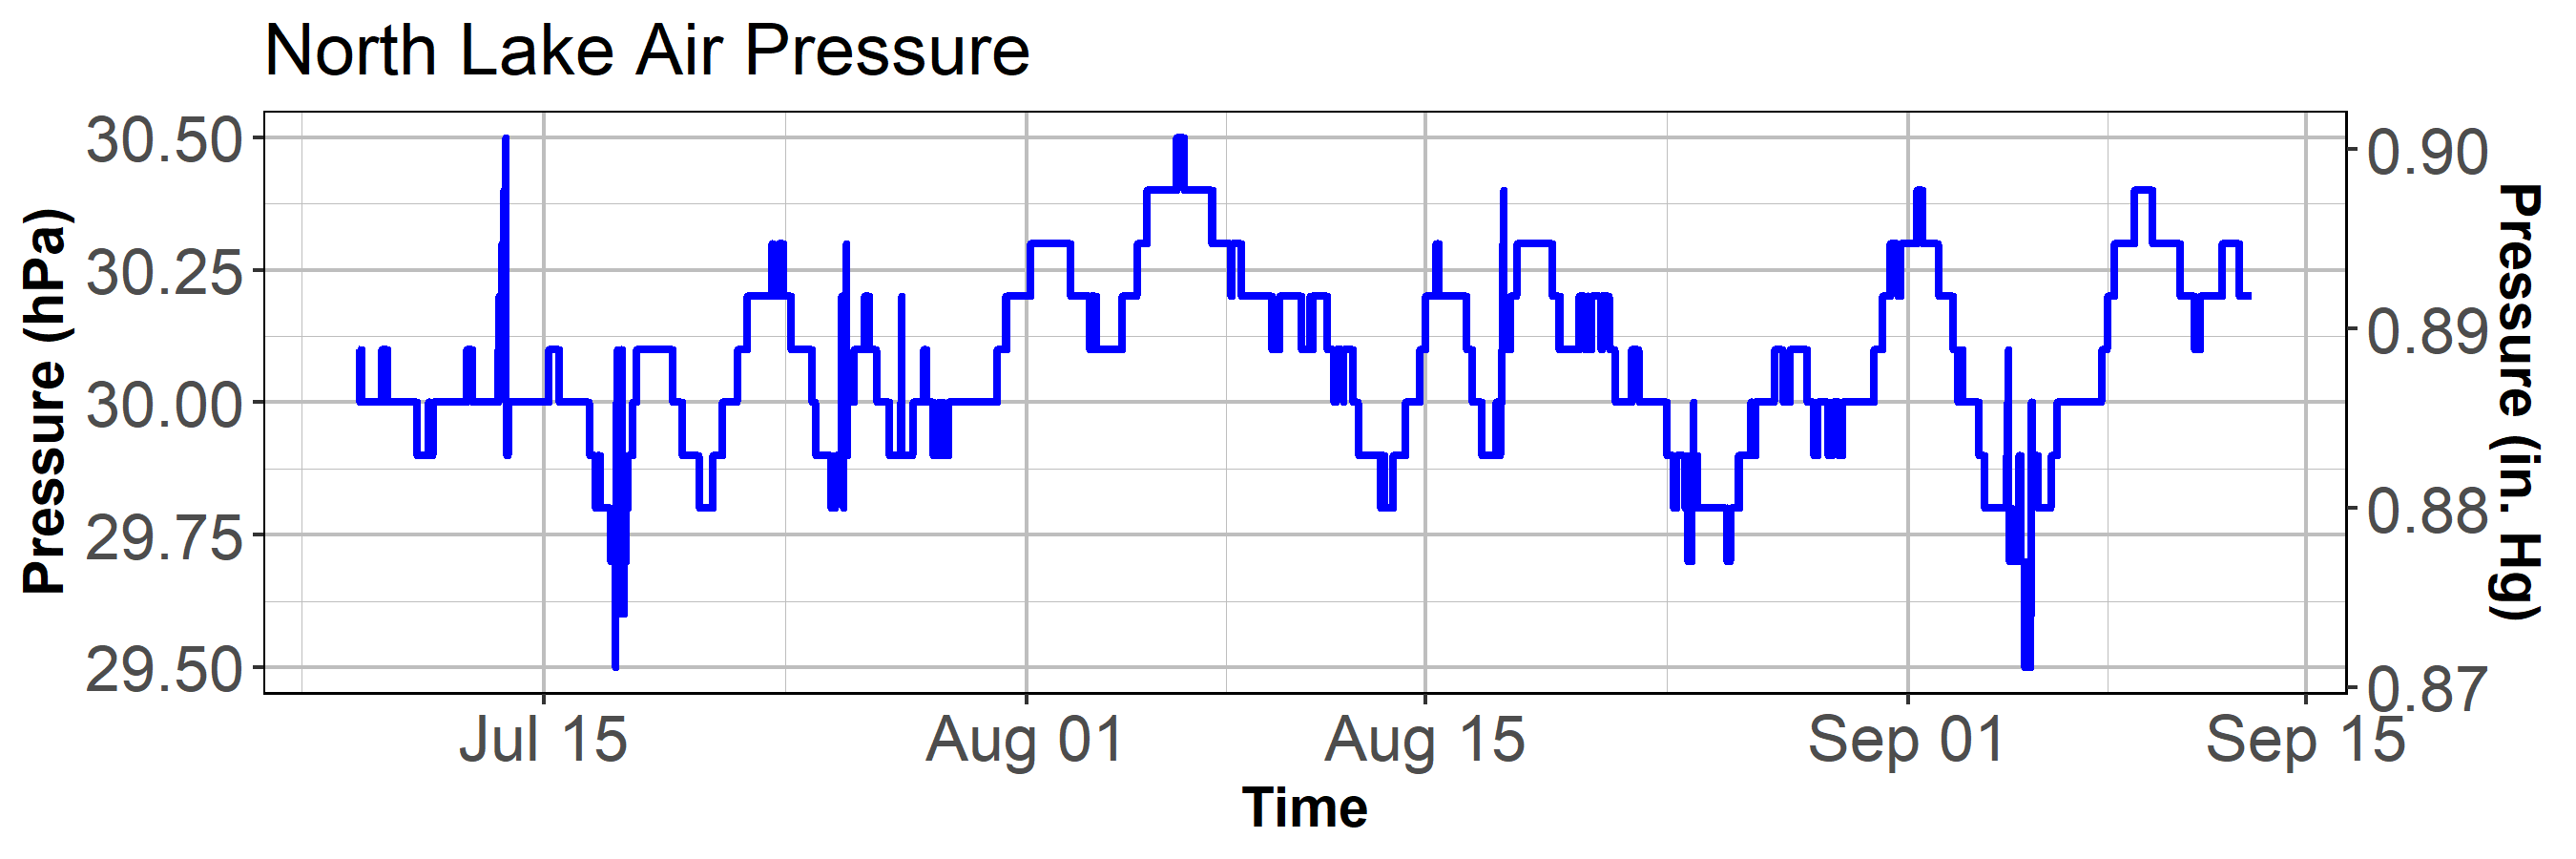 North Lake Air Pressure
Pressure (hPa)
30.50
30.25
30.00
29.75
29.50
0.90
0.89
0.88
0.87
Pressure (in. Hg)
Jul 15
Aug 01
Aug 15
Sep 01
Sep 15
Time